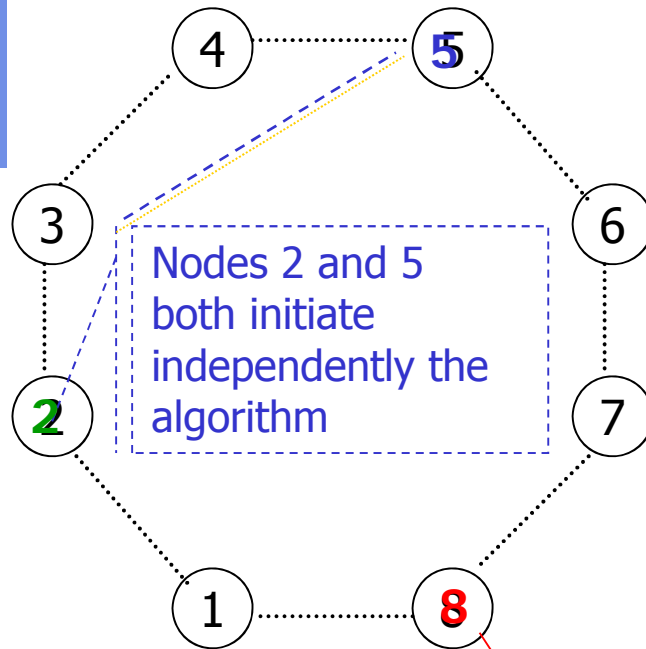 4
5
3
6
Nodes 2 and 5
both initiate
independently the
algorithm
2
7
1
8